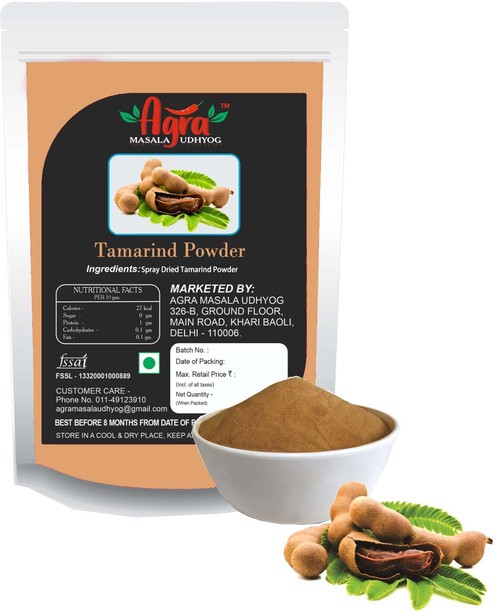 Agra™
MASALA UDHYOG
Tamarind Powder
Ingredients: Spray Dried Tamarind Powder
NUTRITIONAL FACTS
PER 10 gms.
Calories - 27 kcal
Sugar - 0 gm
Protein - 1 gm
Carbohydrates - 0.1 gm
Fats - 0.1 gm
MARKETED BY:
AGRA MASALA UDHYOG
326-B, GROUND FLOOR,
MAIN ROAD, KHARI BAOLI,
DELHI - 110006.
fssai
FSSL - 13320001000889
CUSTOMER CARE -
Phone No. 011-49123910
agramasalaudhyog@gmail.com
Batch No. :
Date of Packing:
Max. Retail Price ₹ :
(Incl. of all taxes)
Net Quantity -
(When Packed)
BEST BEFORE 8 MONTHS FROM DATE OF
STORE IN A COOL & DRY PLACE, KEEP